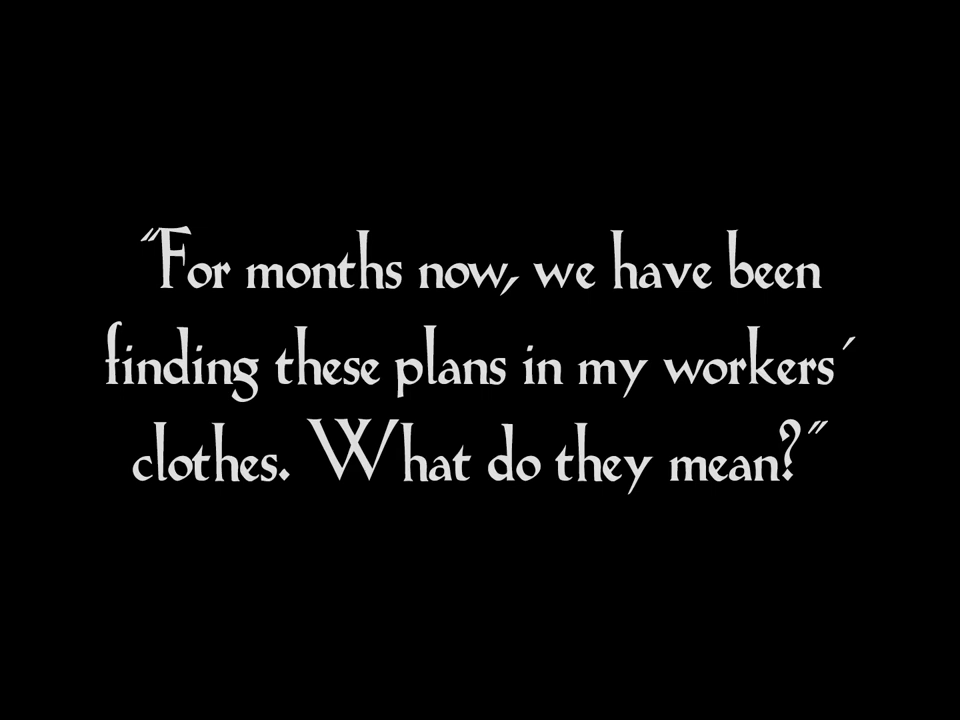 "For months now, we have been
finding these plans in my workers´
clothes. What do they mean?"